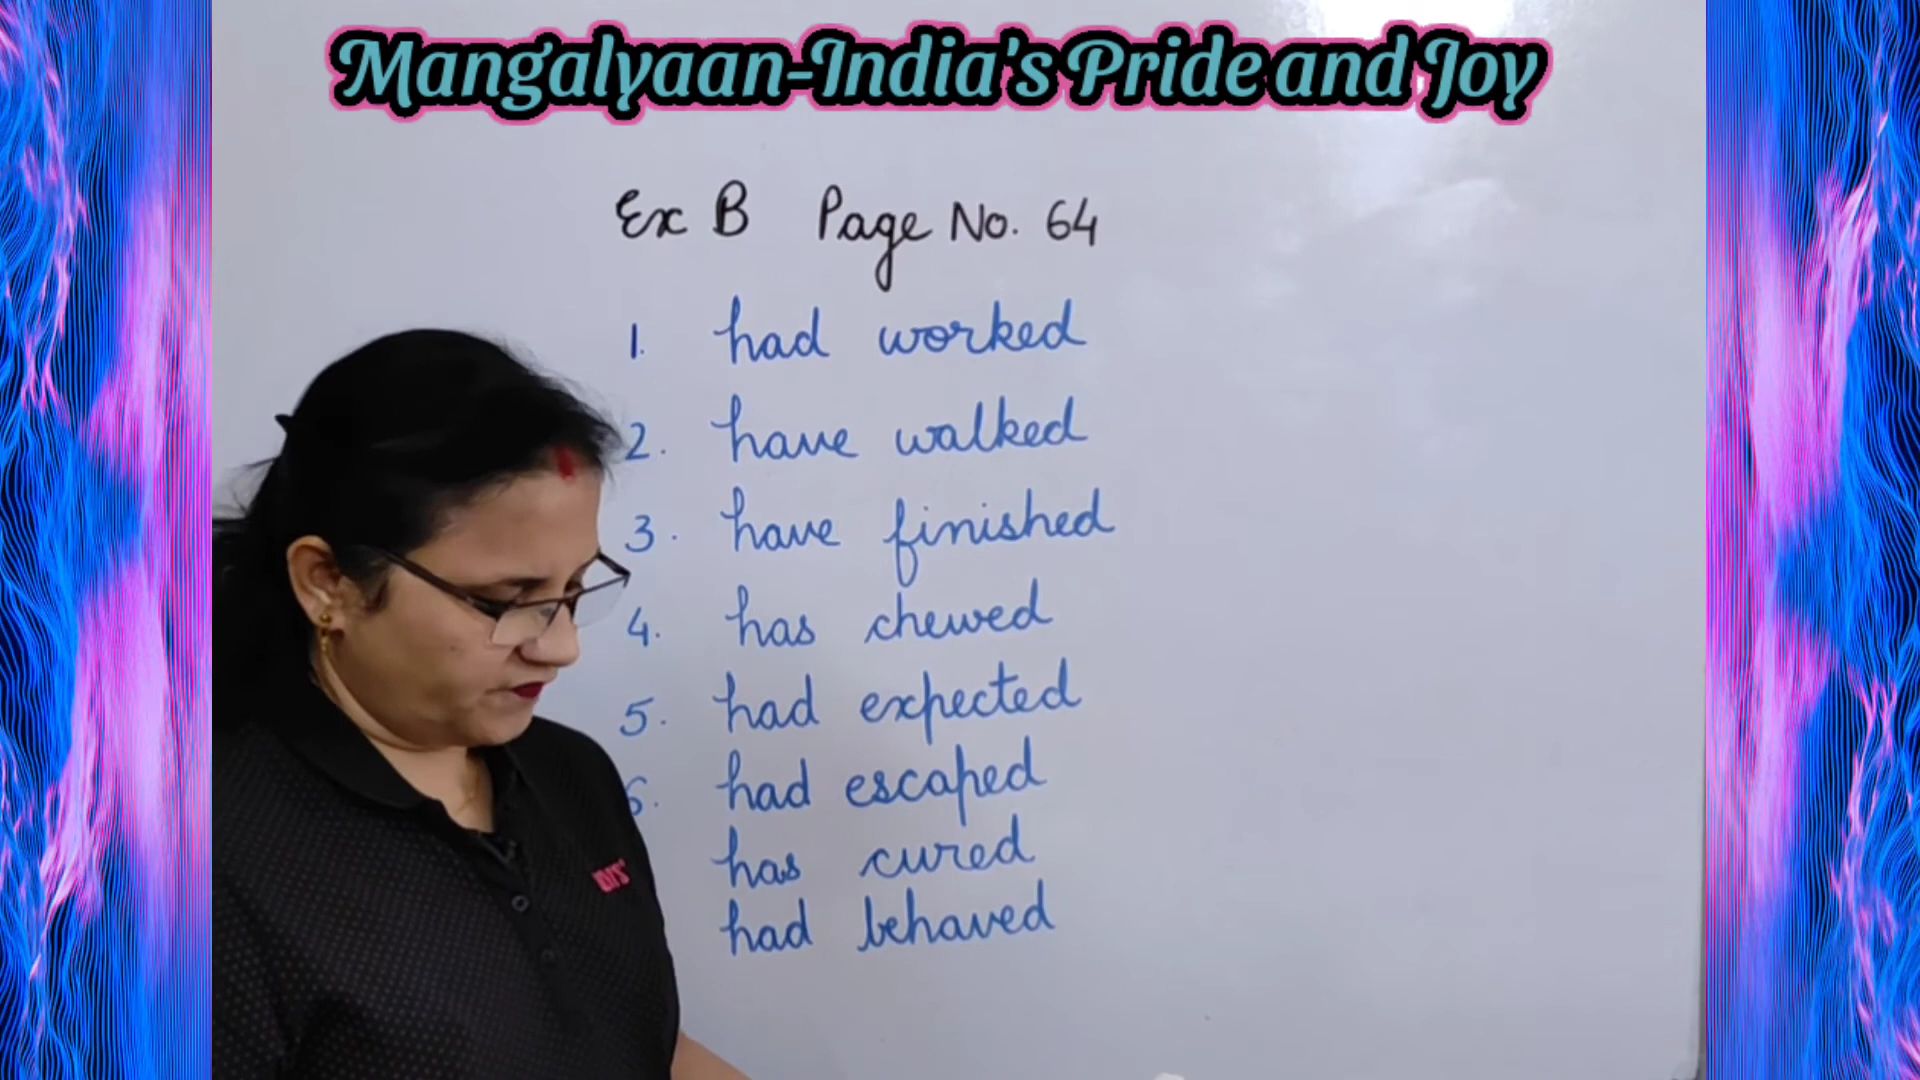 Mangalyaan-India's Pride and Joy
Ex B Page No. 64
1. had worked
2. have walked
3. have finished
4. has chewed
5. had expected
6. had escaped
has cured
had behaved